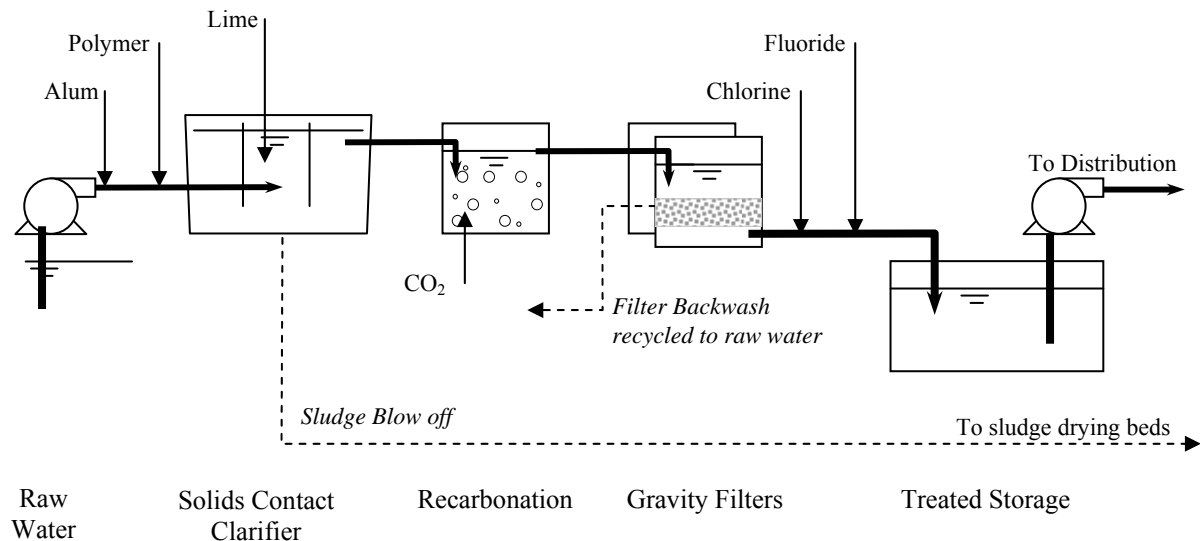 Lime
Polymer
Fluoride
Alum
Chlorine
To Distribution
CO₂
Filter Backwash
recycled to raw water
Sludge Blow off
To sludge drying beds
Raw
Water
Solids Contact
Clarifier
Recarbonation
Gravity Filters
Treated Storage